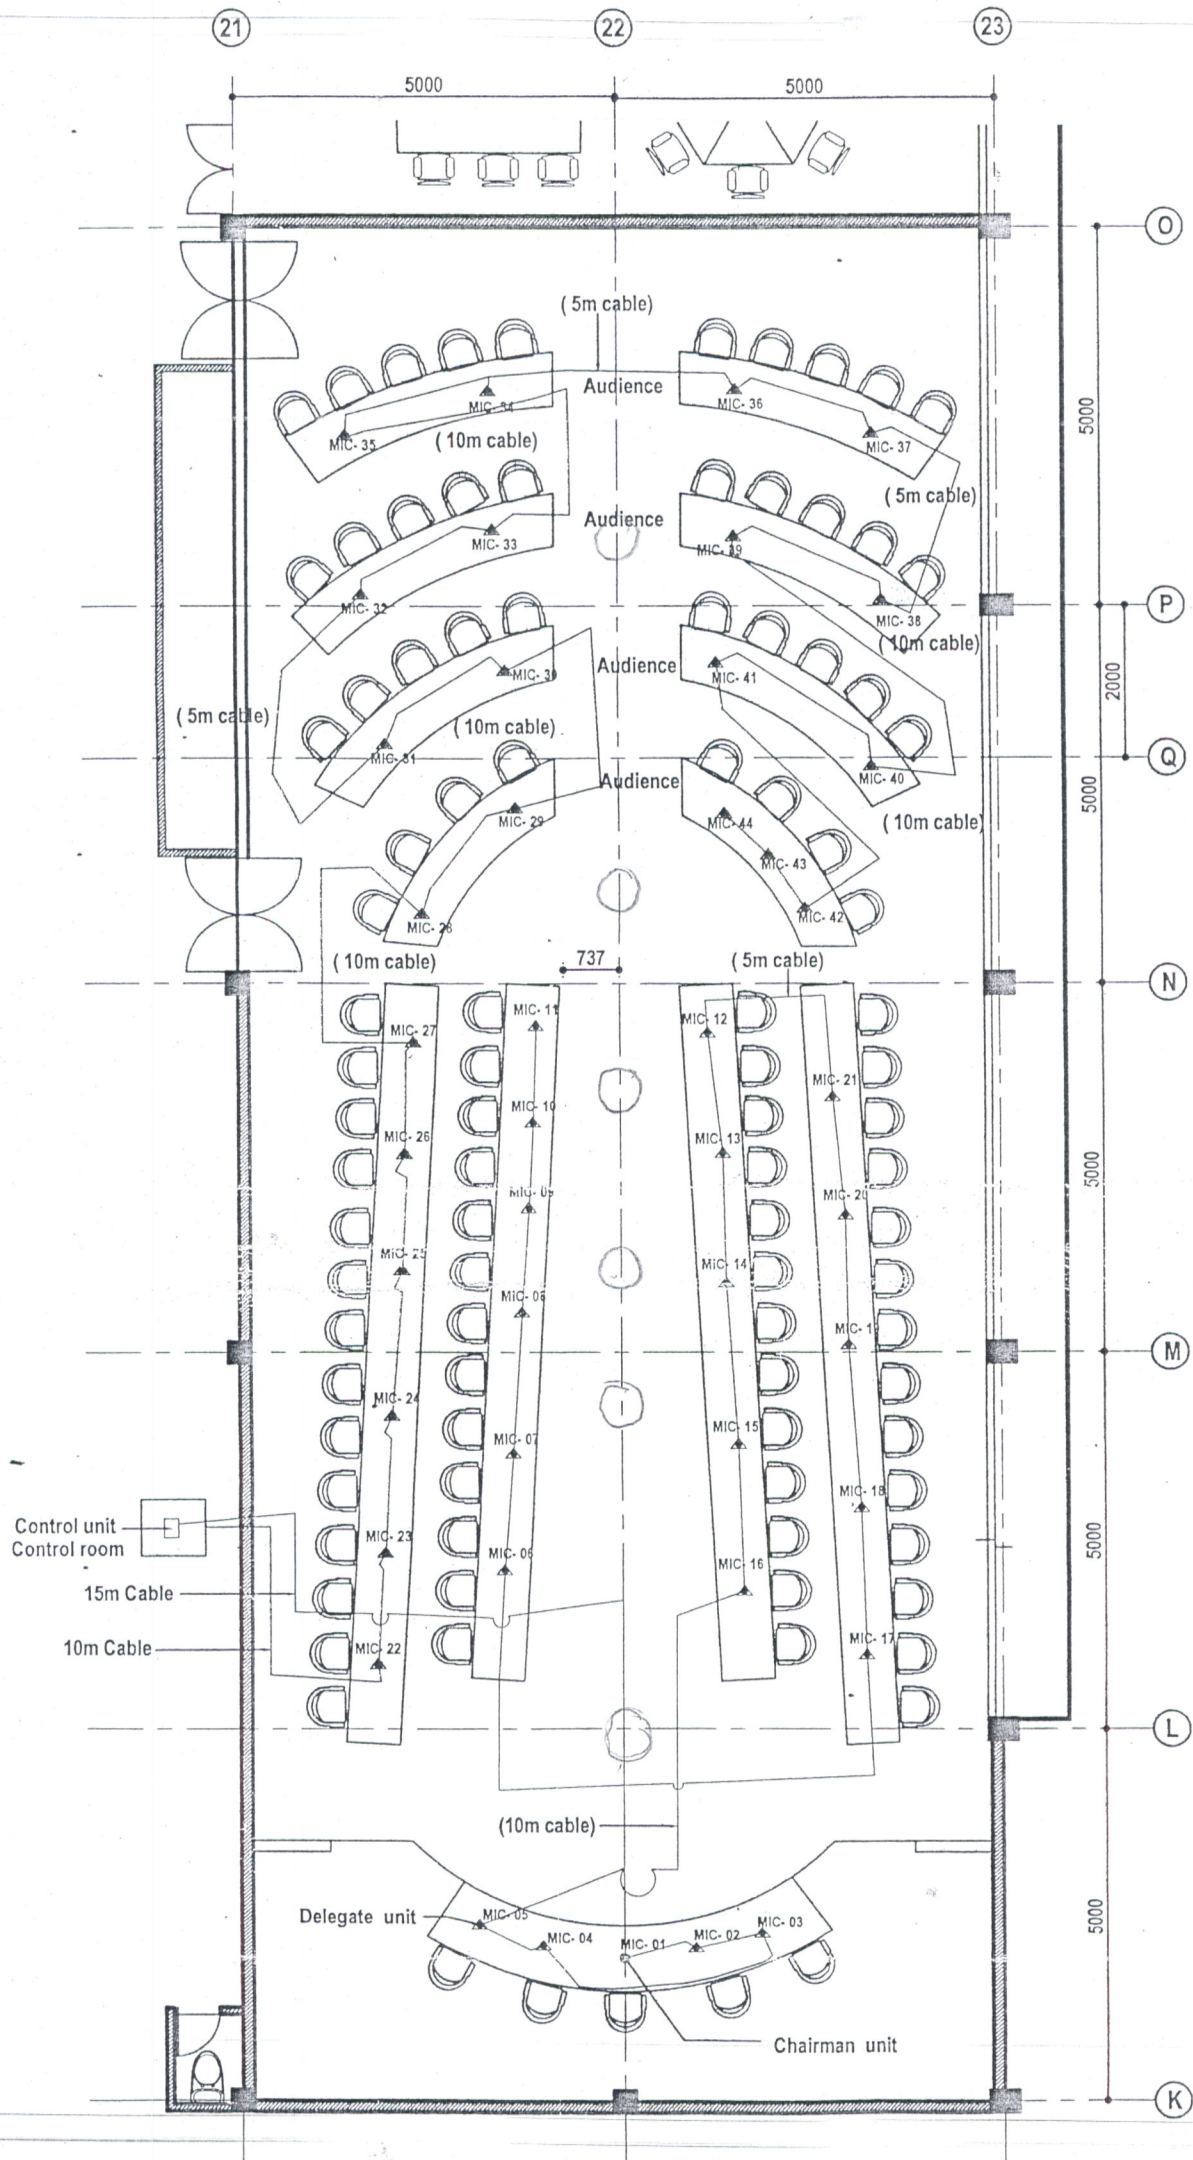 21 22 23
5000 5000
O
( 5m cable)
Audience
MIC- 34
MIC- 36
MIC- 35
( 10m cable)
MIC- 37
5000
( 5m cable)
Audience
MIC- 33
MIC- 39
MIC- 32
P
MIC- 38
( 10m cable)
Audience
MIC- 30
MIC- 41
2000
( 5m cable)
( 10m cable)
MIC- 31
Q
MIC- 40
Audience
5000
MIC- 29
MIC- 44
( 10m cable)
MIC- 43
MIC- 42
MIC- 28
( 10m cable)
737
( 5m cable)
N
MIC- 11
MIC- 12
MIC- 27
MIC- 21
MIC- 10
MIC- 26
MIC- 13
5000
MIC- 09
MIC- 20
MIC- 25
MIC- 14
MIC- 08
MIC- 19
M
MIC- 24
MIC- 15
MIC- 07
MIC- 18
Control unit
Control room
MIC- 23
5000
MIC- 06
MIC- 16
15m Cable
10m Cable
MIC- 22
MIC- 17
L
(10m cable)
Delegate unit
MIC- 05
MIC- 03
MIC- 04
MIC- 01
MIC- 02
5000
Chairman unit
K